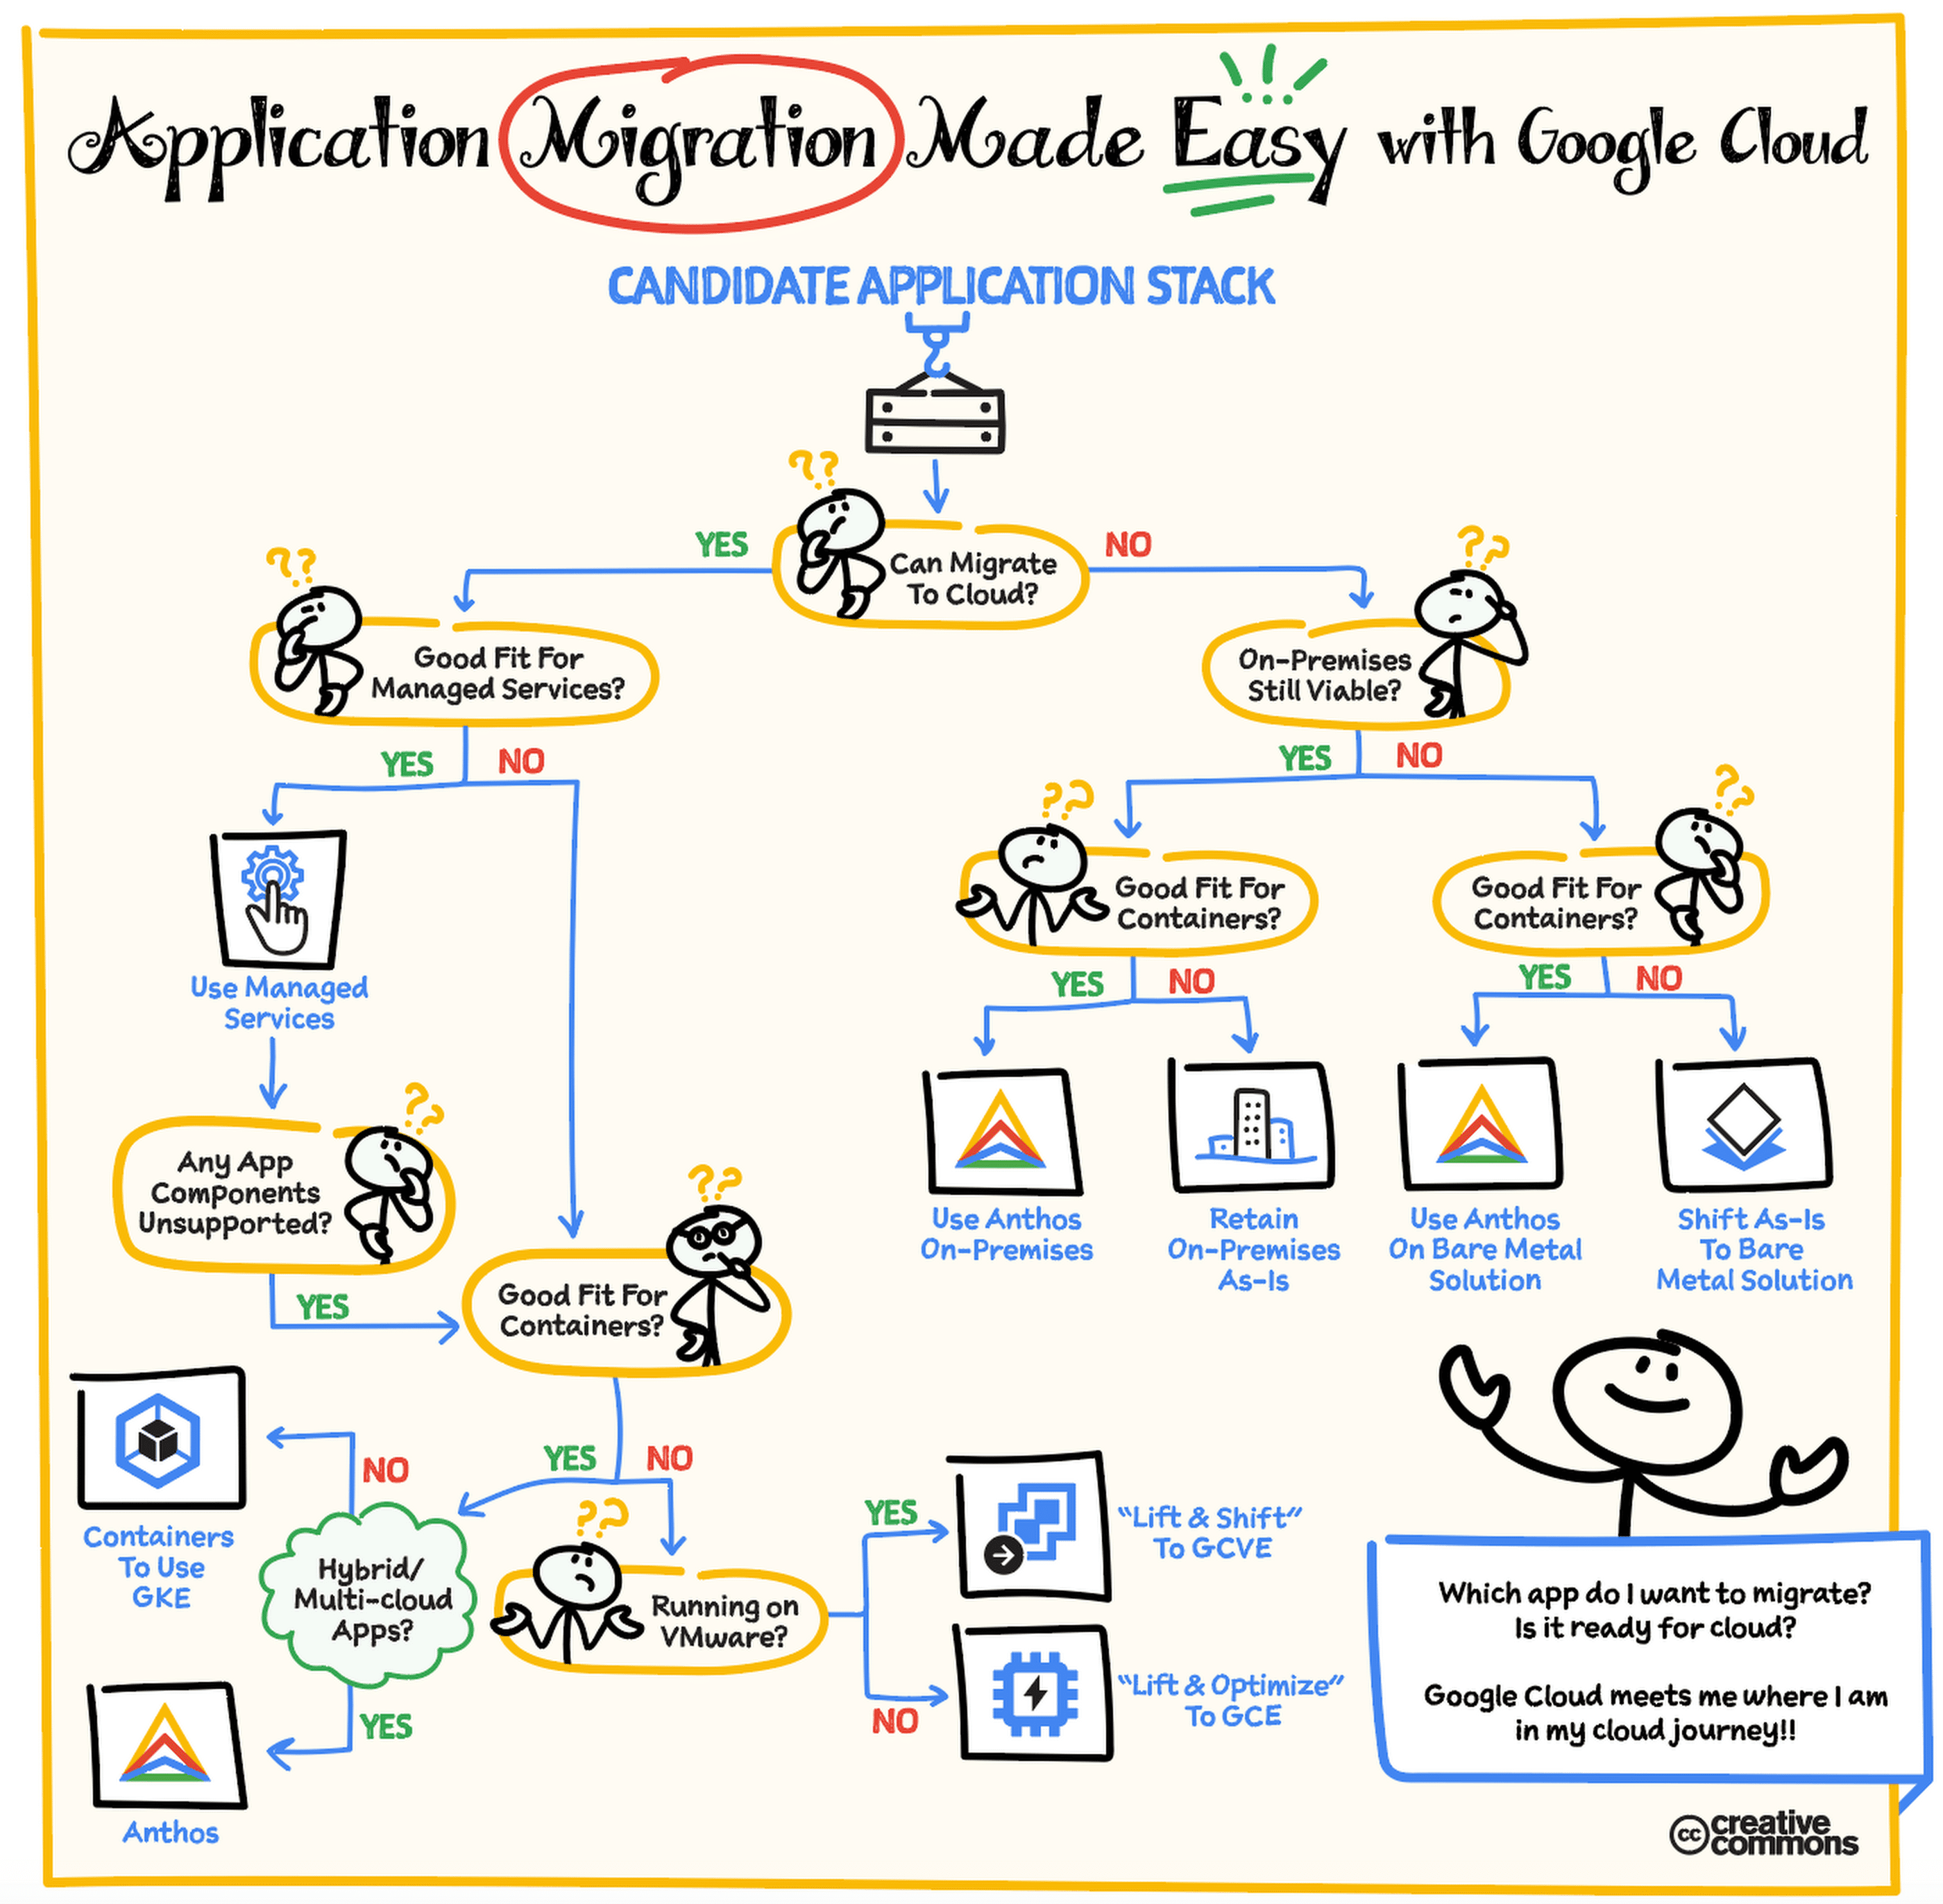 Application Migration Made Easy with Google Cloud
CANDIDATE APPLICATION STACK
??
Can Migrate
To Cloud?
YES
NO
??
Good Fit For
Managed Services?
??
On-Premises
Still Viable?
YES
NO
YES
NO
Use Managed
Services
??
Good Fit For
Containers?
??
Good Fit For
Containers?
YES
NO
YES
NO
??
Any App
Components
Unsupported?
Use Anthos
On-Premises
Retain
On-Premises
As-Is
Use Anthos
On Bare Metal
Solution
Shift As-Is
To Bare
Metal Solution
YES
??
Good Fit For
Containers?
YES
NO
Containers
To Use
GKE
NO
Hybrid/
Multi-cloud
Apps?
YES
Anthos
??
Running on
VMware?
YES
"Lift & Shift"
To GCVE
NO
"Lift & Optimize"
To GCE
Which app do I want to migrate?
Is it ready for cloud?
Google Cloud meets me where I am
in my cloud journey!!
cc creative
commons